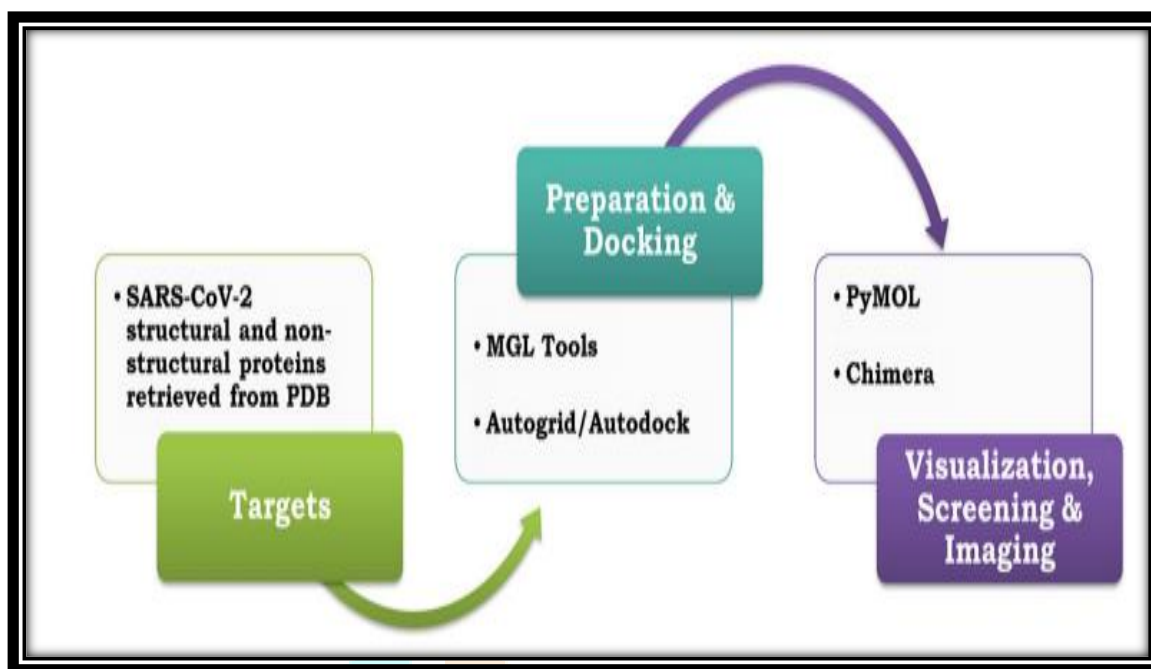 • SARS-CoV-2
structural and non-
structural proteins
retrieved from PDB
Targets
Preparation &
Docking
• MGL Tools
• Autogrid/Autodock
• PyMOL
• Chimera
Visualization,
Screening &
Imaging